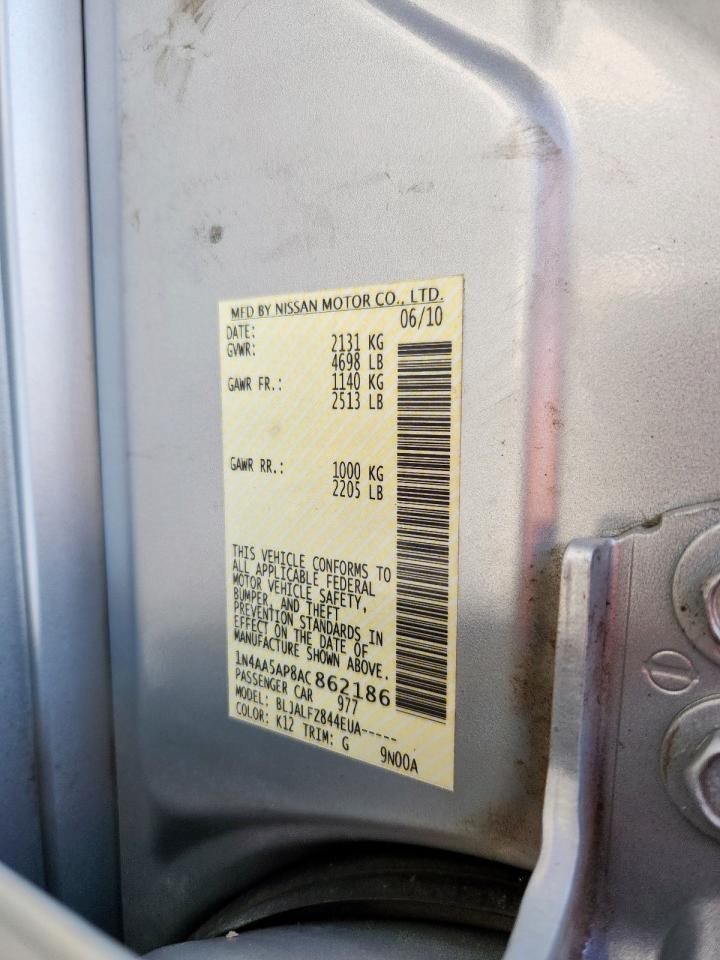 MFD BY NISSAN MOTOR CO., LTD.
DATE: 06/10
GVWR: 2131 KG
4698 LB
GAWR FR.: 1140 KG
2513 LB
GAWR RR.: 1000 KG
2205 LB
THIS VEHICLE CONFORMS TO
ALL APPLICABLE FEDERAL
MOTOR VEHICLE SAFETY,
BUMPER, AND THEFT
PREVENTION STANDARDS IN
EFFECT ON THE DATE OF
MANUFACTURE SHOWN ABOVE.
1N4AA5AP8AC862186
PASSENGER CAR 977
MODEL: BLJALFZ844EUA-----
COLOR: K12 TRIM: G 9N00A